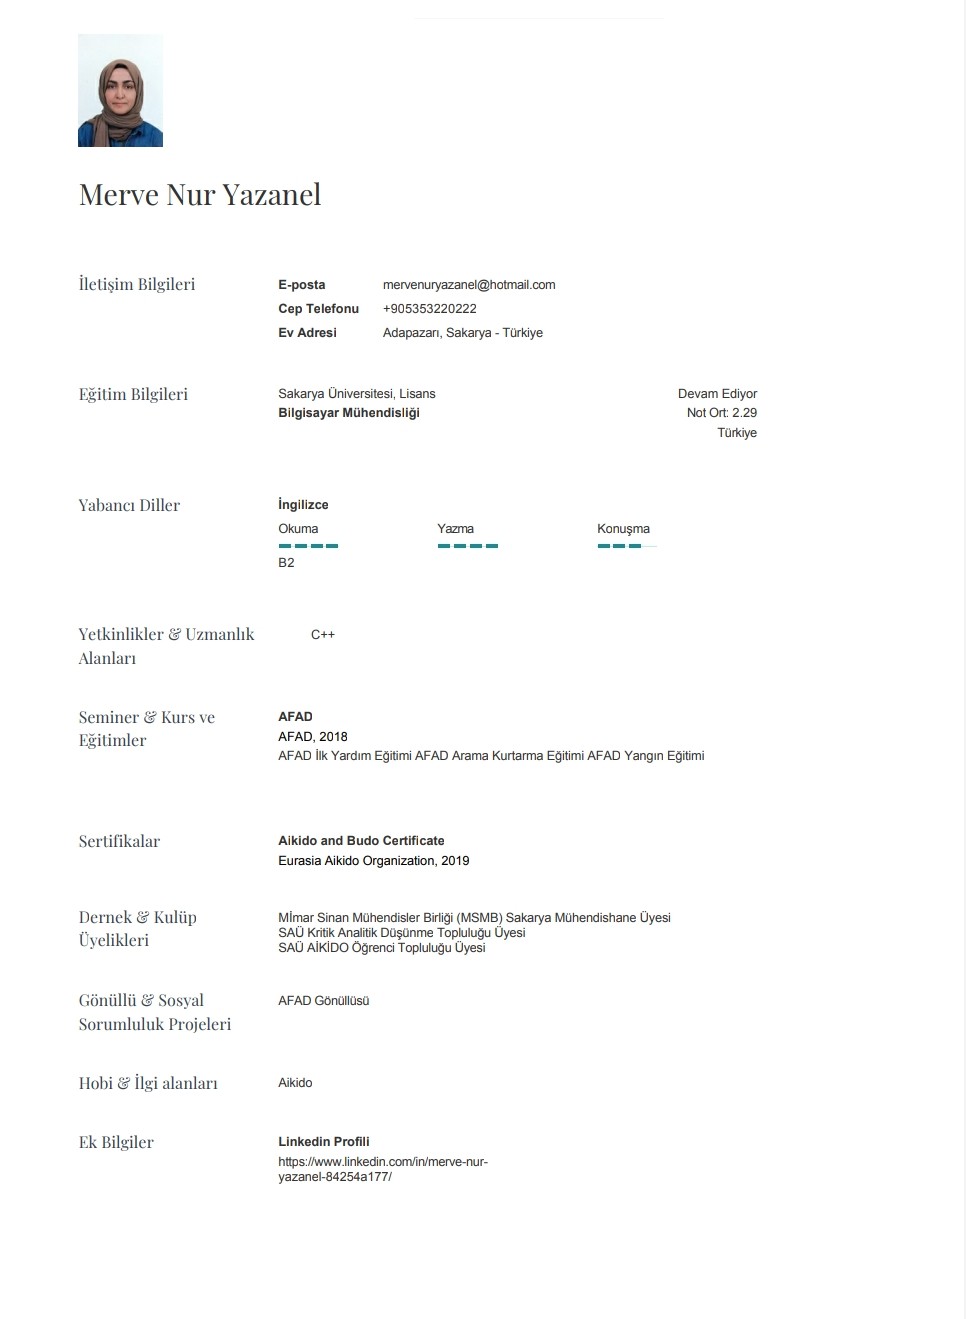 Merve Nur Yazanel
İletişim Bilgileri
E-posta mervenuryazanel@hotmail.com
Cep Telefonu +905353220222
Ev Adresi Adapazarı, Sakarya - Türkiye
Eğitim Bilgileri
Sakarya Üniversitesi, Lisans Devam Ediyor
Bilgisayar Mühendisliği Not Ort: 2.29
Türkiye
Yabancı Diller
İngilizce
Okuma Yazma Konuşma
B2
Yetkinlikler & Uzmanlık
Alanları
C++
Seminer & Kurs ve
Eğitimler
AFAD
AFAD, 2018
AFAD İlk Yardım Eğitimi AFAD Arama Kurtarma Eğitimi AFAD Yangın Eğitimi
Sertifikalar
Aikido and Budo Certificate
Eurasia Aikido Organization, 2019
Dernek & Kulüp
Üyelikleri
Mİmar Sinan Mühendisler Birliği (MSMB) Sakarya Mühendishane Üyesi
SAÜ Kritik Analitik Düşünme Topluluğu Üyesi
SAÜ AİKİDO Öğrenci Topluluğu Üyesi
Gönüllü & Sosyal
Sorumluluk Projeleri
AFAD Gönüllüsü
Hobi & İlgi alanları
Aikido
Ek Bilgiler
Linkedin Profili
https://www.linkedin.com/in/merve-nur-
yazanel-84254a177/